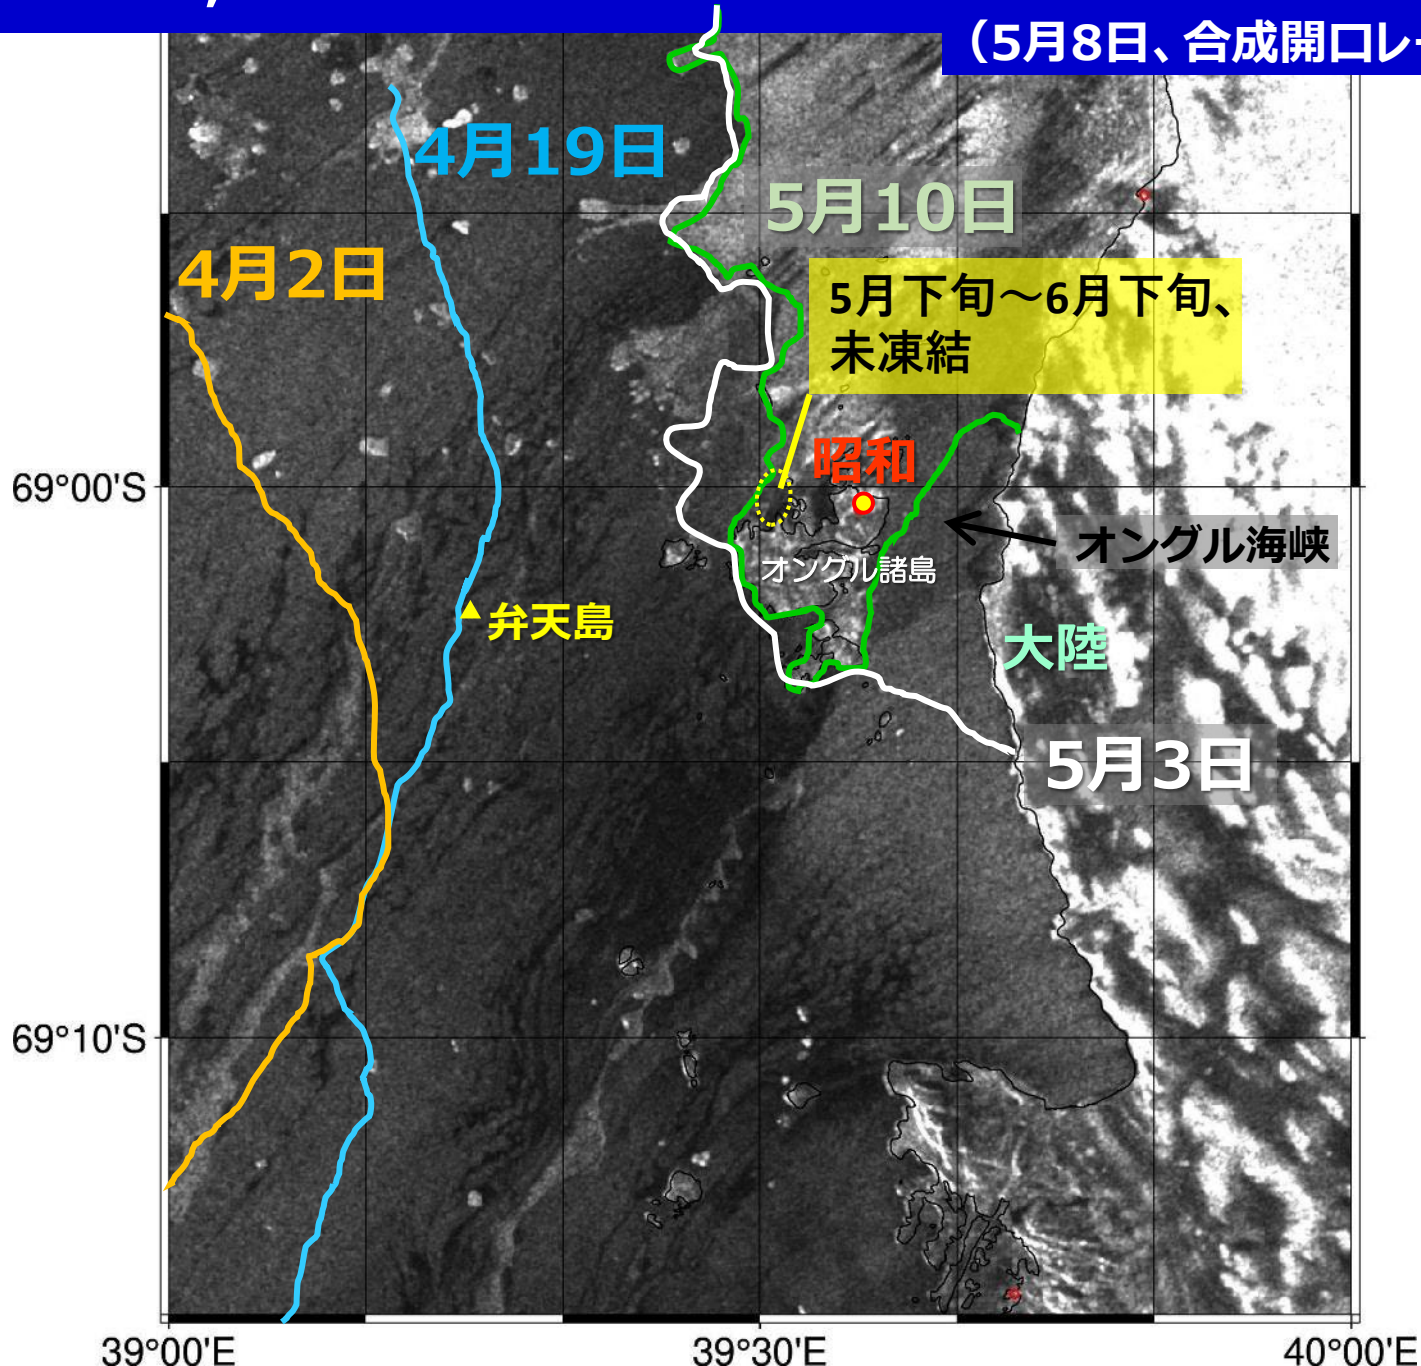 （5月8日、合成開口レ
4月19日
5月10日
4月2日
5月下旬～6月下旬、
未凍結
昭和
69°00'S
オングル海峡
オングル諸島
弁天島
大陸
5月3日
69°10'S
39°00'E
39°30'E
40°00'E